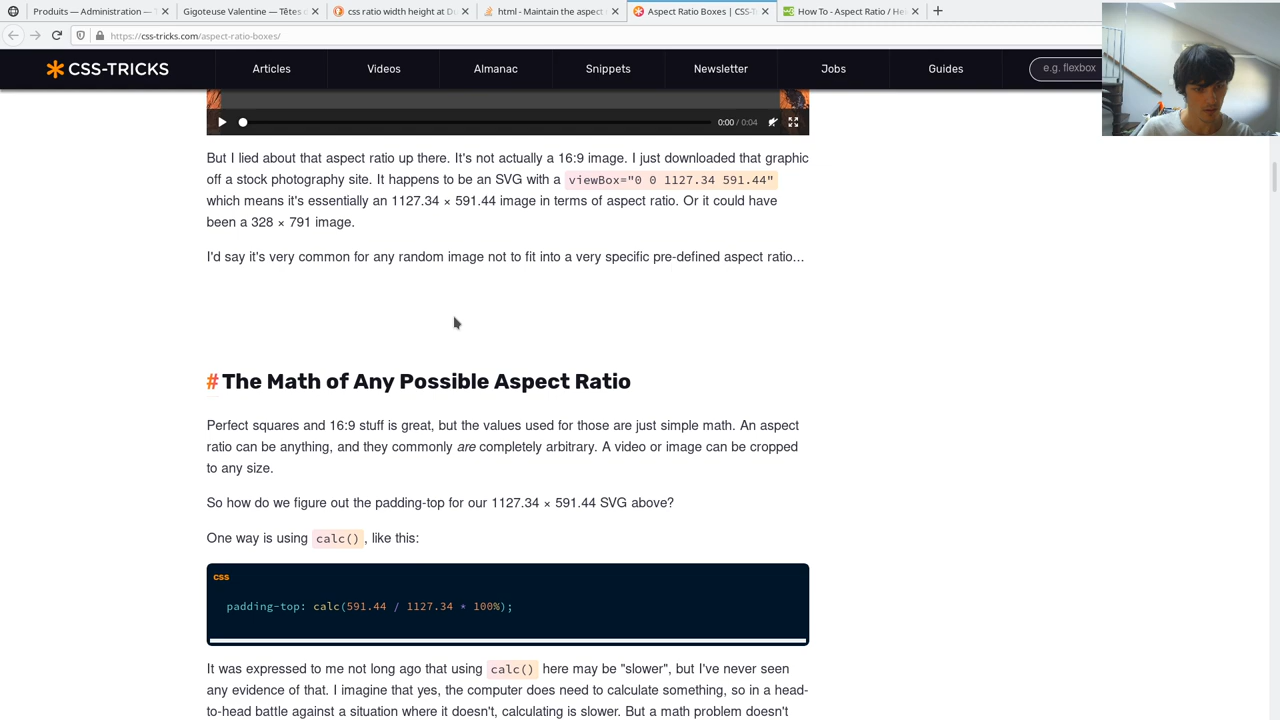 Produits — Administration —
Gigoteuse Valentine — Têtes
css ratio width height at D
html - Maintain the aspect
Aspect Ratio Boxes | CSS-T
How To - Aspect Ratio / He
https://css-tricks.com/aspect-ratio-boxes/
CSS-TRICKS
Articles
Videos
Almanac
Snippets
Newsletter
Jobs
Guides
e.g. flexbox
0:00 / 0:04
But I lied about that aspect ratio up there. It's not actually a 16:9 image. I just downloaded that graphic
off a stock photography site. It happens to be an SVG with a viewBox="0 0 1127.34 591.44"
which means it's essentially an 1127.34 × 591.44 image in terms of aspect ratio. Or it could have
been a 328 × 791 image.
I'd say it's very common for any random image not to fit into a very specific pre-defined aspect ratio...
# The Math of Any Possible Aspect Ratio
Perfect squares and 16:9 stuff is great, but the values used for those are just simple math. An aspect
ratio can be anything, and they commonly are completely arbitrary. A video or image can be cropped
to any size.
So how do we figure out the padding-top for our 1127.34 × 591.44 SVG above?
One way is using calc(), like this:
css
padding-top: calc(591.44 / 1127.34 * 100%);
It was expressed to me not long ago that using calc() here may be "slower", but I've never seen
any evidence of that. I imagine that yes, the computer does need to calculate something, so in a head-
to-head battle against a situation where it doesn't, calculating is slower. But a math problem doesn't